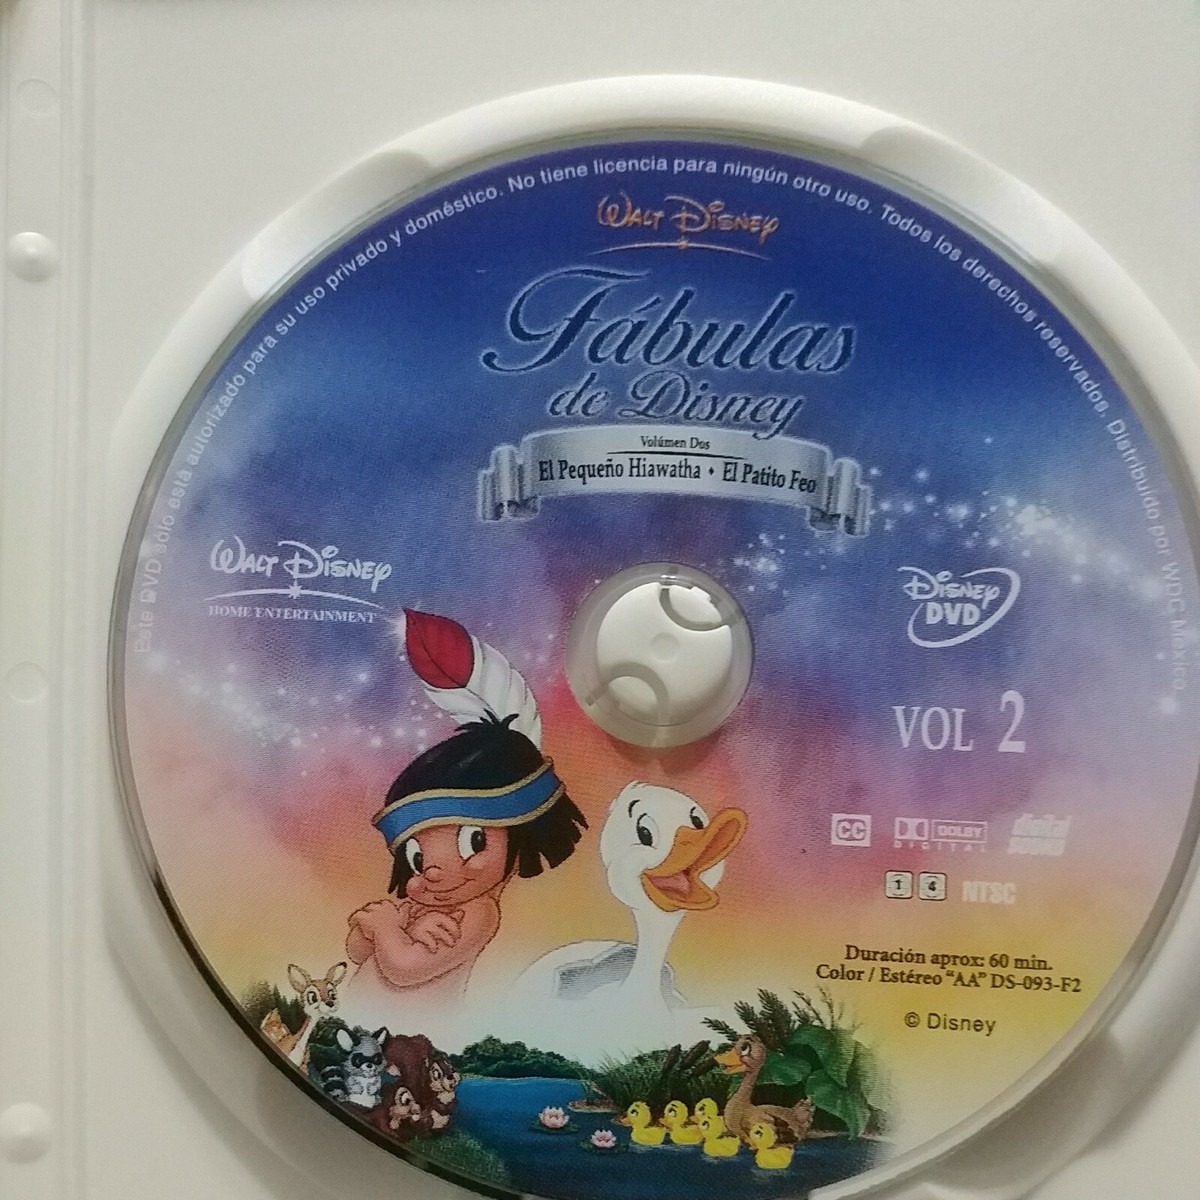 Este DVD sólo está autorizado para su uso privado y doméstico. No tiene licencia para ningún otro uso. Todos los derechos reservados. Distribuido por WDC Mexico
WALT DISNEY
Fábulas
de Disney
Volúmen Dos
El Pequeño Hiawatha • El Patito Feo
WALT DISNEY
HOME ENTERTAINMENT
DISNEY
DVD
VOL 2
CC
DOLBY
DIGITAL
digital
1 4 NTSC
Duración aprox: 60 min.
Color / Estéreo “AA” DS-093-F2
© Disney